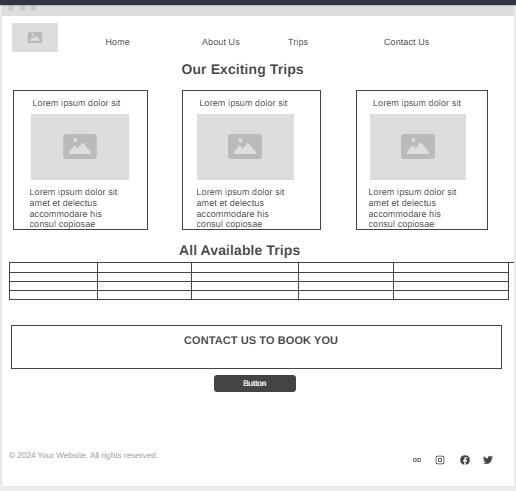 Home About Us Trips Contact Us
Our Exciting Trips
Lorem ipsum dolor sit
Lorem ipsum dolor sit
amet et delectus
accommodare his
consul copiosae
Lorem ipsum dolor sit
Lorem ipsum dolor sit
amet et delectus
accommodare his
consul copiosae
Lorem ipsum dolor sit
Lorem ipsum dolor sit
amet et delectus
accommodare his
consul copiosae
All Available Trips
CONTACT US TO BOOK YOU
Button
© 2024 Your Website. All rights reserved.